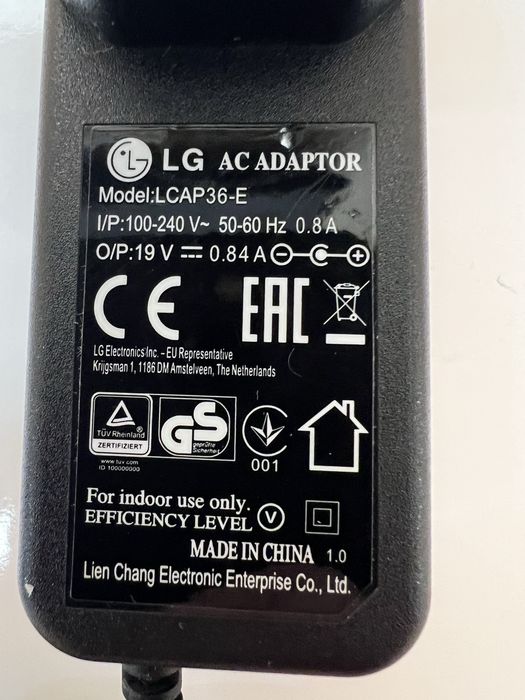 LG AC ADAPTOR
Model:LCAP36-E
I/P:100-240 V~ 50-60 Hz 0.8 A
O/P:19 V ⎓ 0.84 A
CE EAC
LG Electronics Inc. – EU Representative
Krijgsman 1, 1186 DM Amstelveen, The Netherlands
TÜV Rheinland
ZERTIFIZIERT
www.tuv.com
ID 100000000
GS
geprüfte
Sicherheit
001
For indoor use only.
EFFICIENCY LEVEL V
MADE IN CHINA 1.0
Lien Chang Electronic Enterprise Co., Ltd.